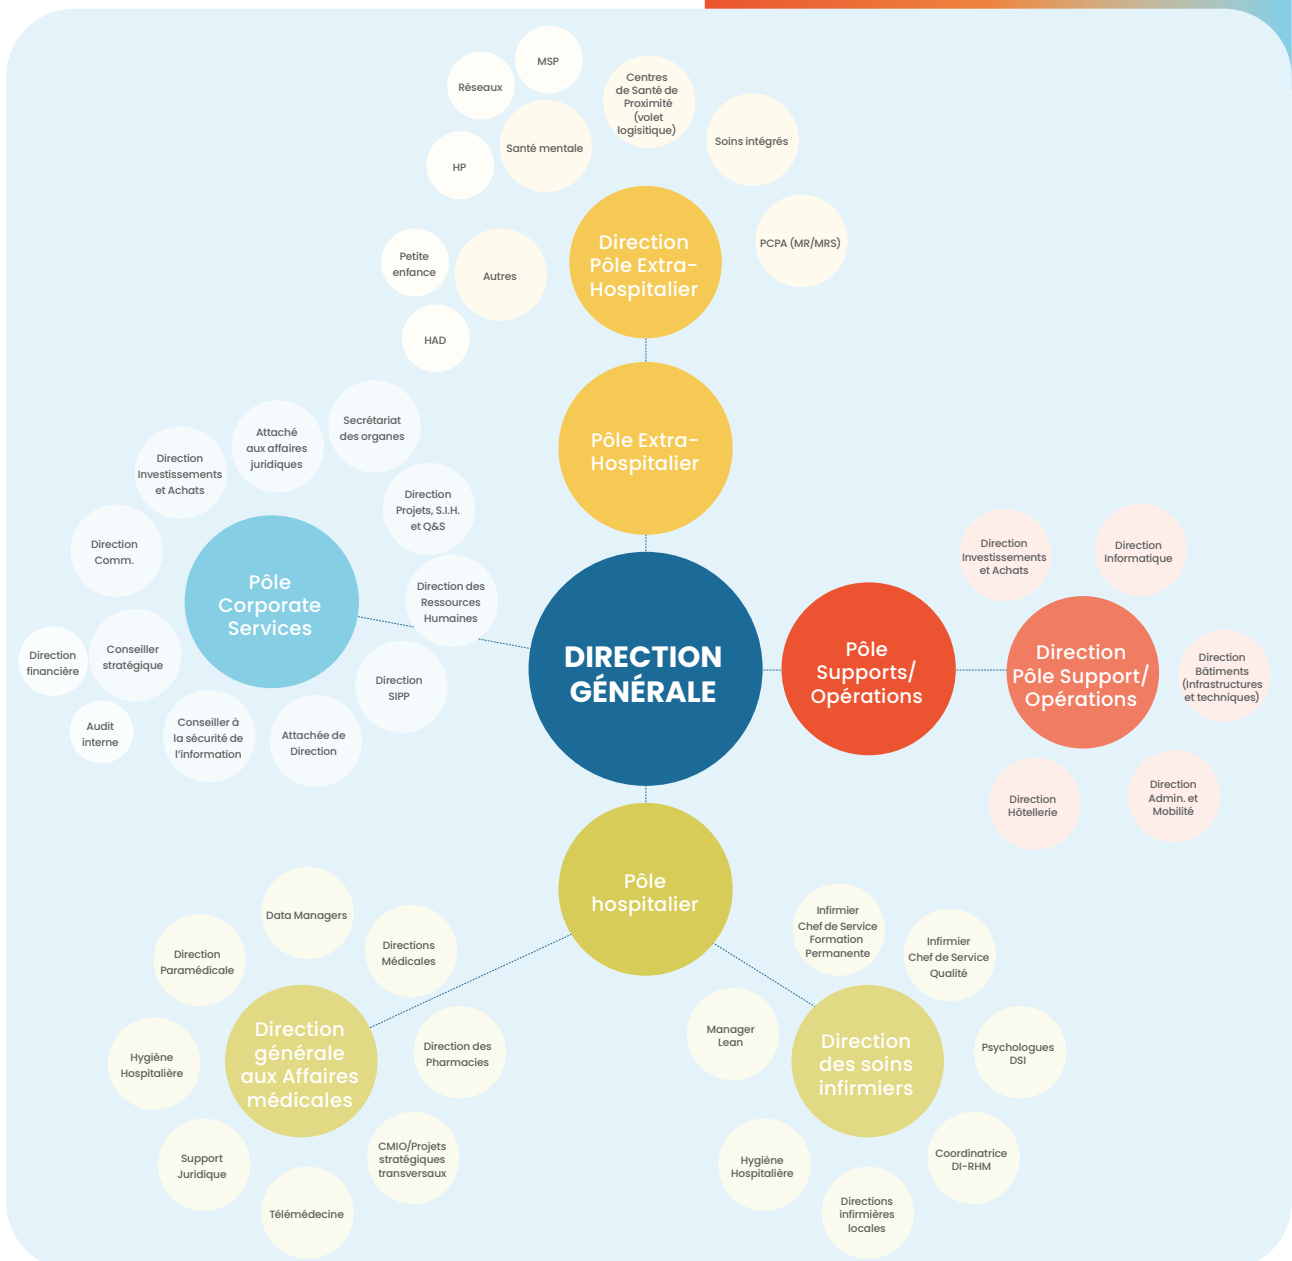 MSP
Réseaux
Centres
de Santé de
Proximité
(volet
logisitique)
Santé mentale
Soins intégrés
HP
Petite
enfance
Autres
HAD
PCPA (MR/MRS)
Direction
Pôle Extra-
Hospitalier
Pôle Extra-
Hospitalier
Secrétariat
des organes
Attaché
aux affaires
juridiques
Direction
Investissements
et Achats
Direction
Projets, S.I.H.
et Q&S
Direction
Comm.
Pôle
Corporate
Services
Direction des
Ressources
Humaines
Direction
financière
Conseiller
stratégique
Direction
SIPP
Audit
interne
Conseiller à
la sécurité de
l'information
Attachée de
Direction
DIRECTION
GÉNÉRALE
Pôle
Supports/
Opérations
Direction
Pôle Support/
Opérations
Direction
Investissements
et Achats
Direction
Informatique
Direction
Bâtiments
(Infrastructures
et techniques)
Direction
Hôtellerie
Direction
Admin. et
Mobilité
Pôle
hospitalier
Data Managers
Directions
Médicales
Direction
Paramédicale
Direction
générale
aux Affaires
médicales
Direction des
Pharmacies
Hygiène
Hospitalière
Support
Juridique
CMIO/Projets
stratégiques
transversaux
Télémédecine
Infirmier
Chef de Service
Formation
Permanente
Infirmier
Chef de Service
Qualité
Manager
Lean
Direction
des soins
infirmiers
Psychologues
DSI
Hygiène
Hospitalière
Coordinatrice
DI-RHM
Directions
infirmières
locales